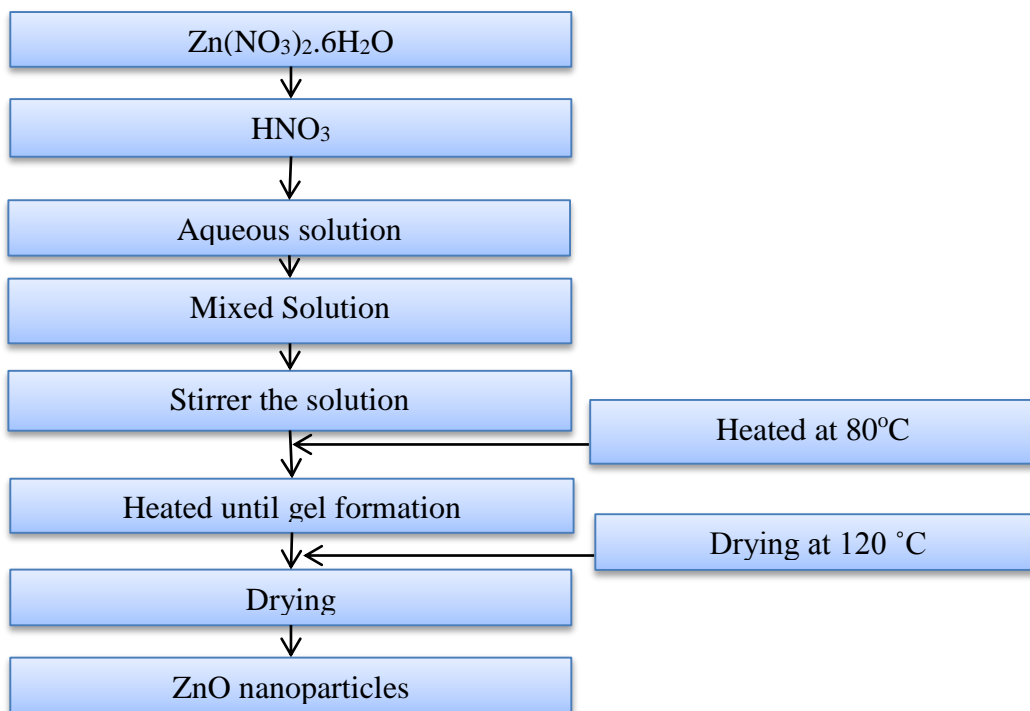 Zn(NO₃)₂.6H₂O
HNO₃
Aqueous solution
Mixed Solution
Stirrer the solution
Heated at 80°C
Heated until gel formation
Drying at 120 ˚C
Drying
ZnO nanoparticles